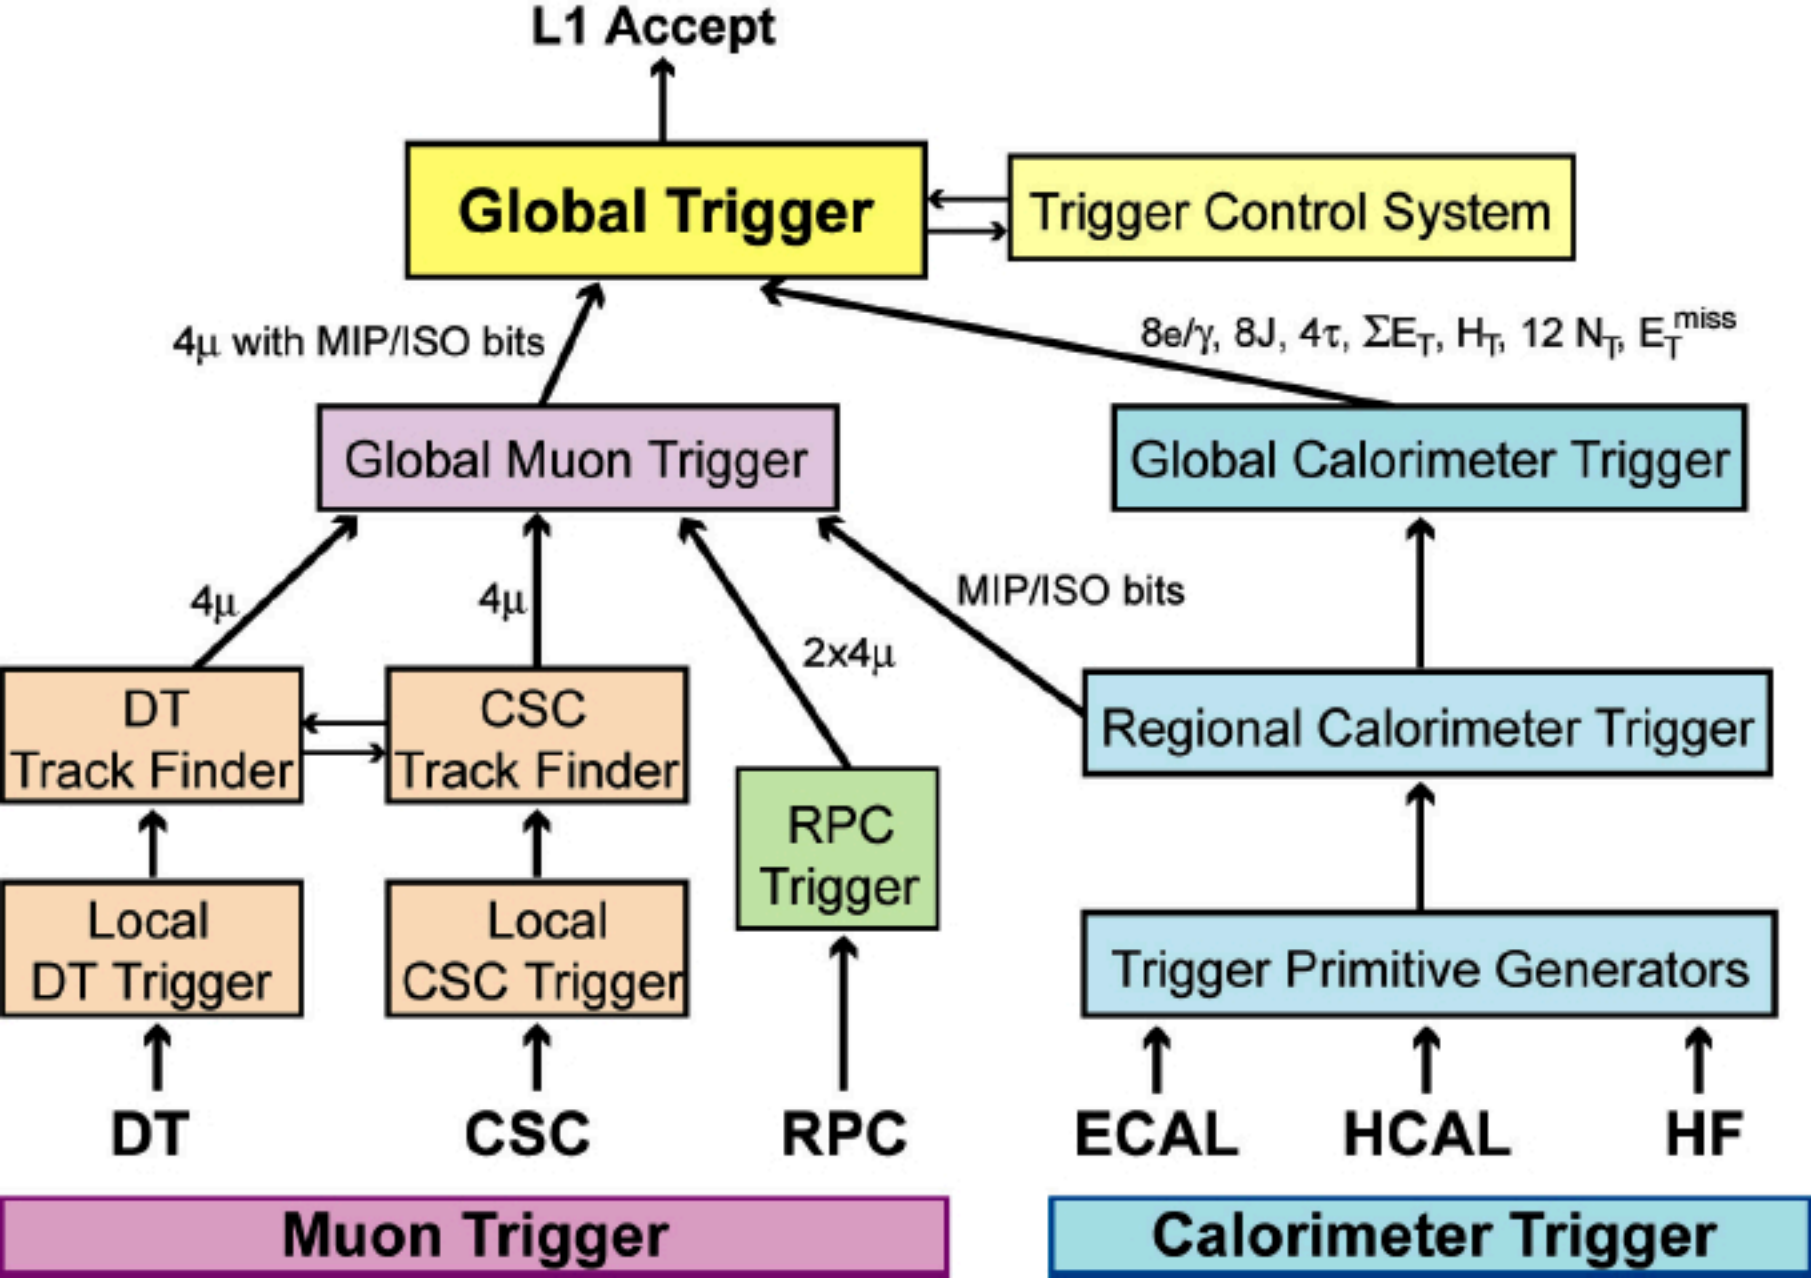 L1 Accept
Global Trigger
Trigger Control System
4μ with MIP/ISO bits
8e/γ, 8J, 4τ, ΣE_T, H_T, 12 N_T, E_T^miss
Global Muon Trigger
Global Calorimeter Trigger
4μ
4μ
2x4μ
MIP/ISO bits
DT
Track Finder
CSC
Track Finder
RPC
Trigger
Regional Calorimeter Trigger
Local
DT Trigger
Local
CSC Trigger
Trigger Primitive Generators
DT
CSC
RPC
ECAL
HCAL
HF
Muon Trigger
Calorimeter Trigger